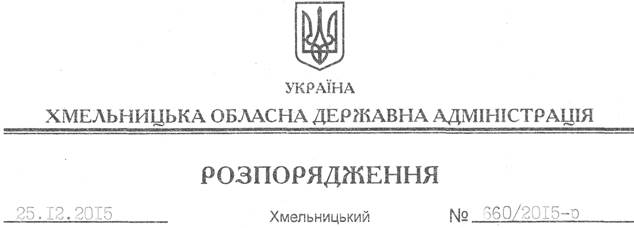 УКРАЇНА
ХМЕЛЬНИЦЬКА ОБЛАСНА ДЕРЖАВНА АДМІНІСТРАЦІЯ
РОЗПОРЯДЖЕННЯ
25.12.2015 Хмельницький № 660/2015-р